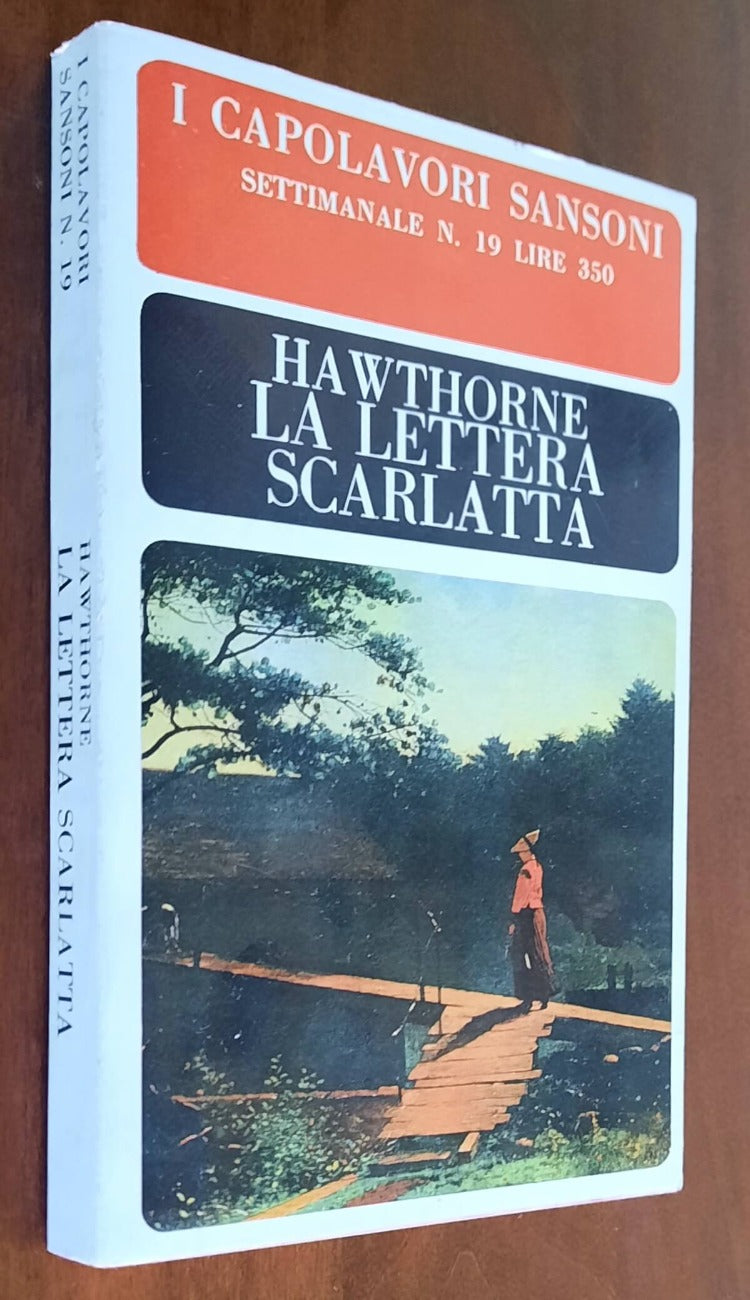 I CAPOLAVORI SANSONI
SETTIMANALE N. 19 LIRE 350
HAWTHORNE
LA LETTERA
SCARLATTA
I CAPOLAVORI
SANSONI N. 19
HAWTHORNE
LA LETTERA SCARLATTA